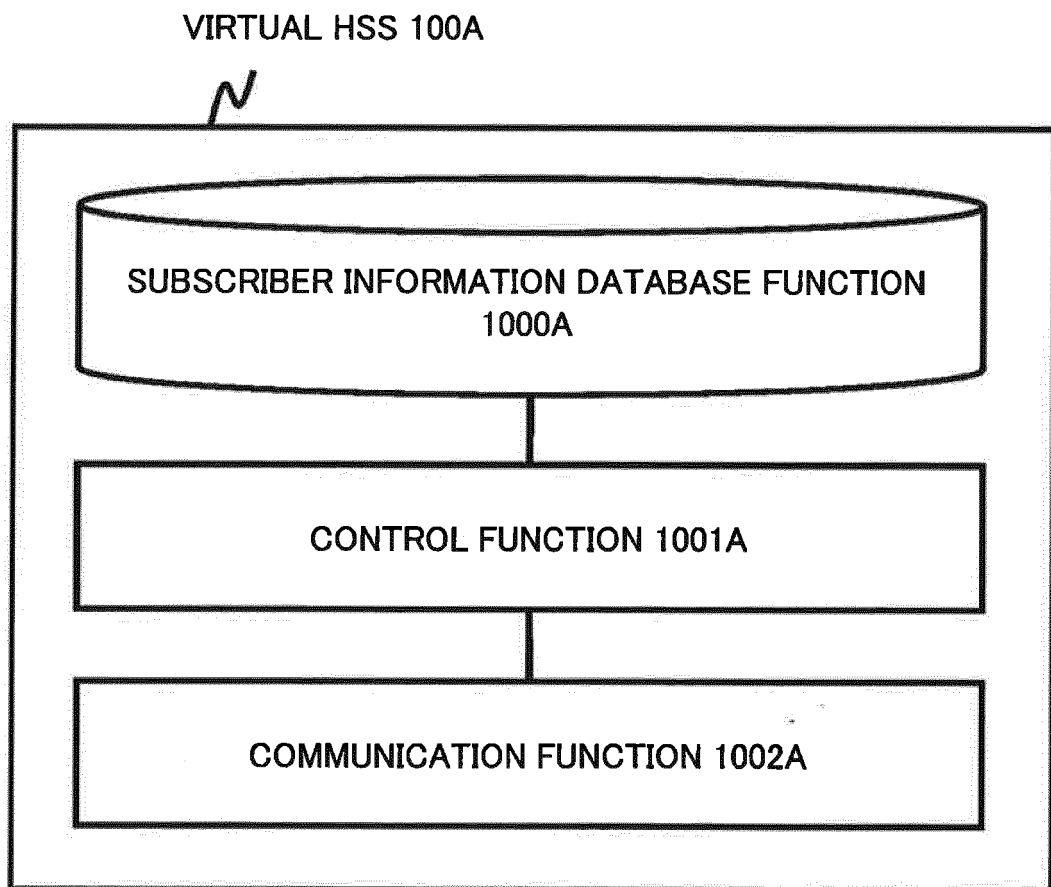 VIRTUAL HSS 100A
SUBSCRIBER INFORMATION DATABASE FUNCTION
1000A
CONTROL FUNCTION 1001A
COMMUNICATION FUNCTION 1002A